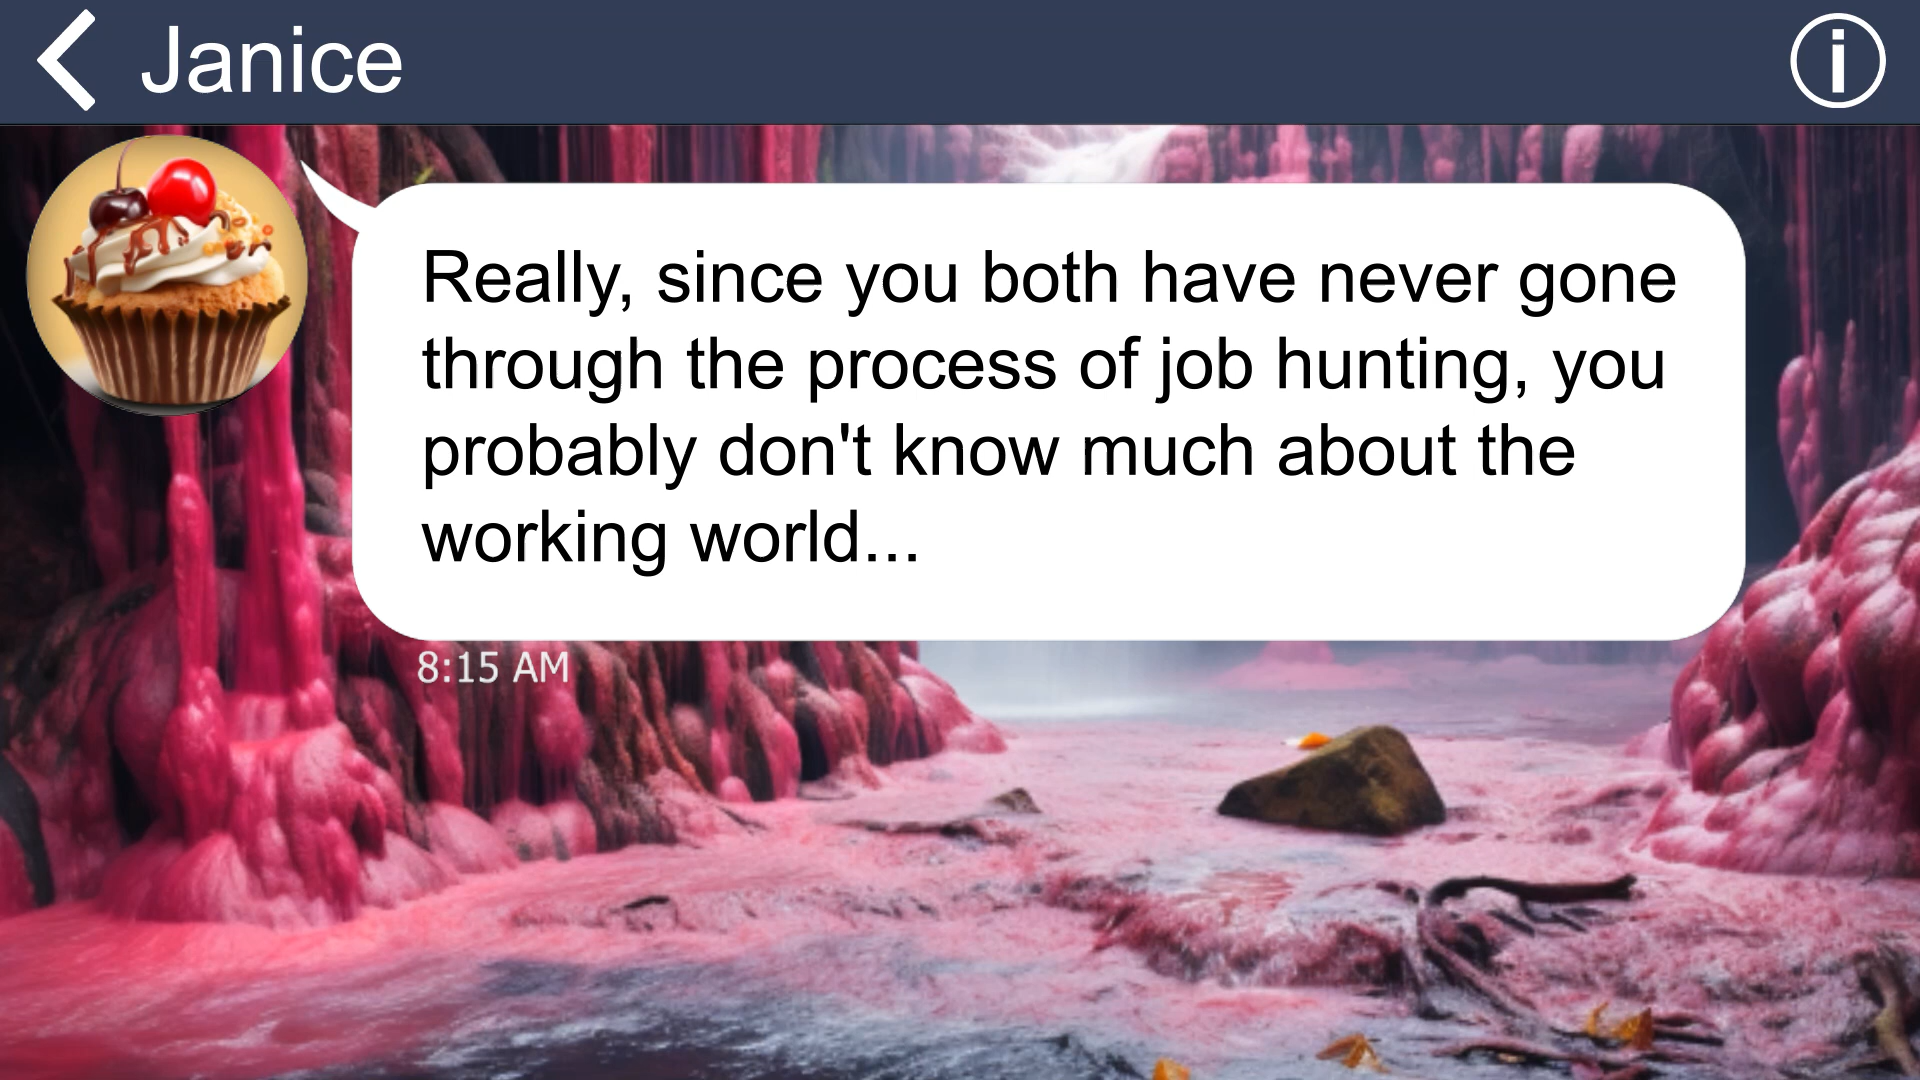 Janice
Really, since you both have never gone
through the process of job hunting, you
probably don't know much about the
working world...
8:15 AM